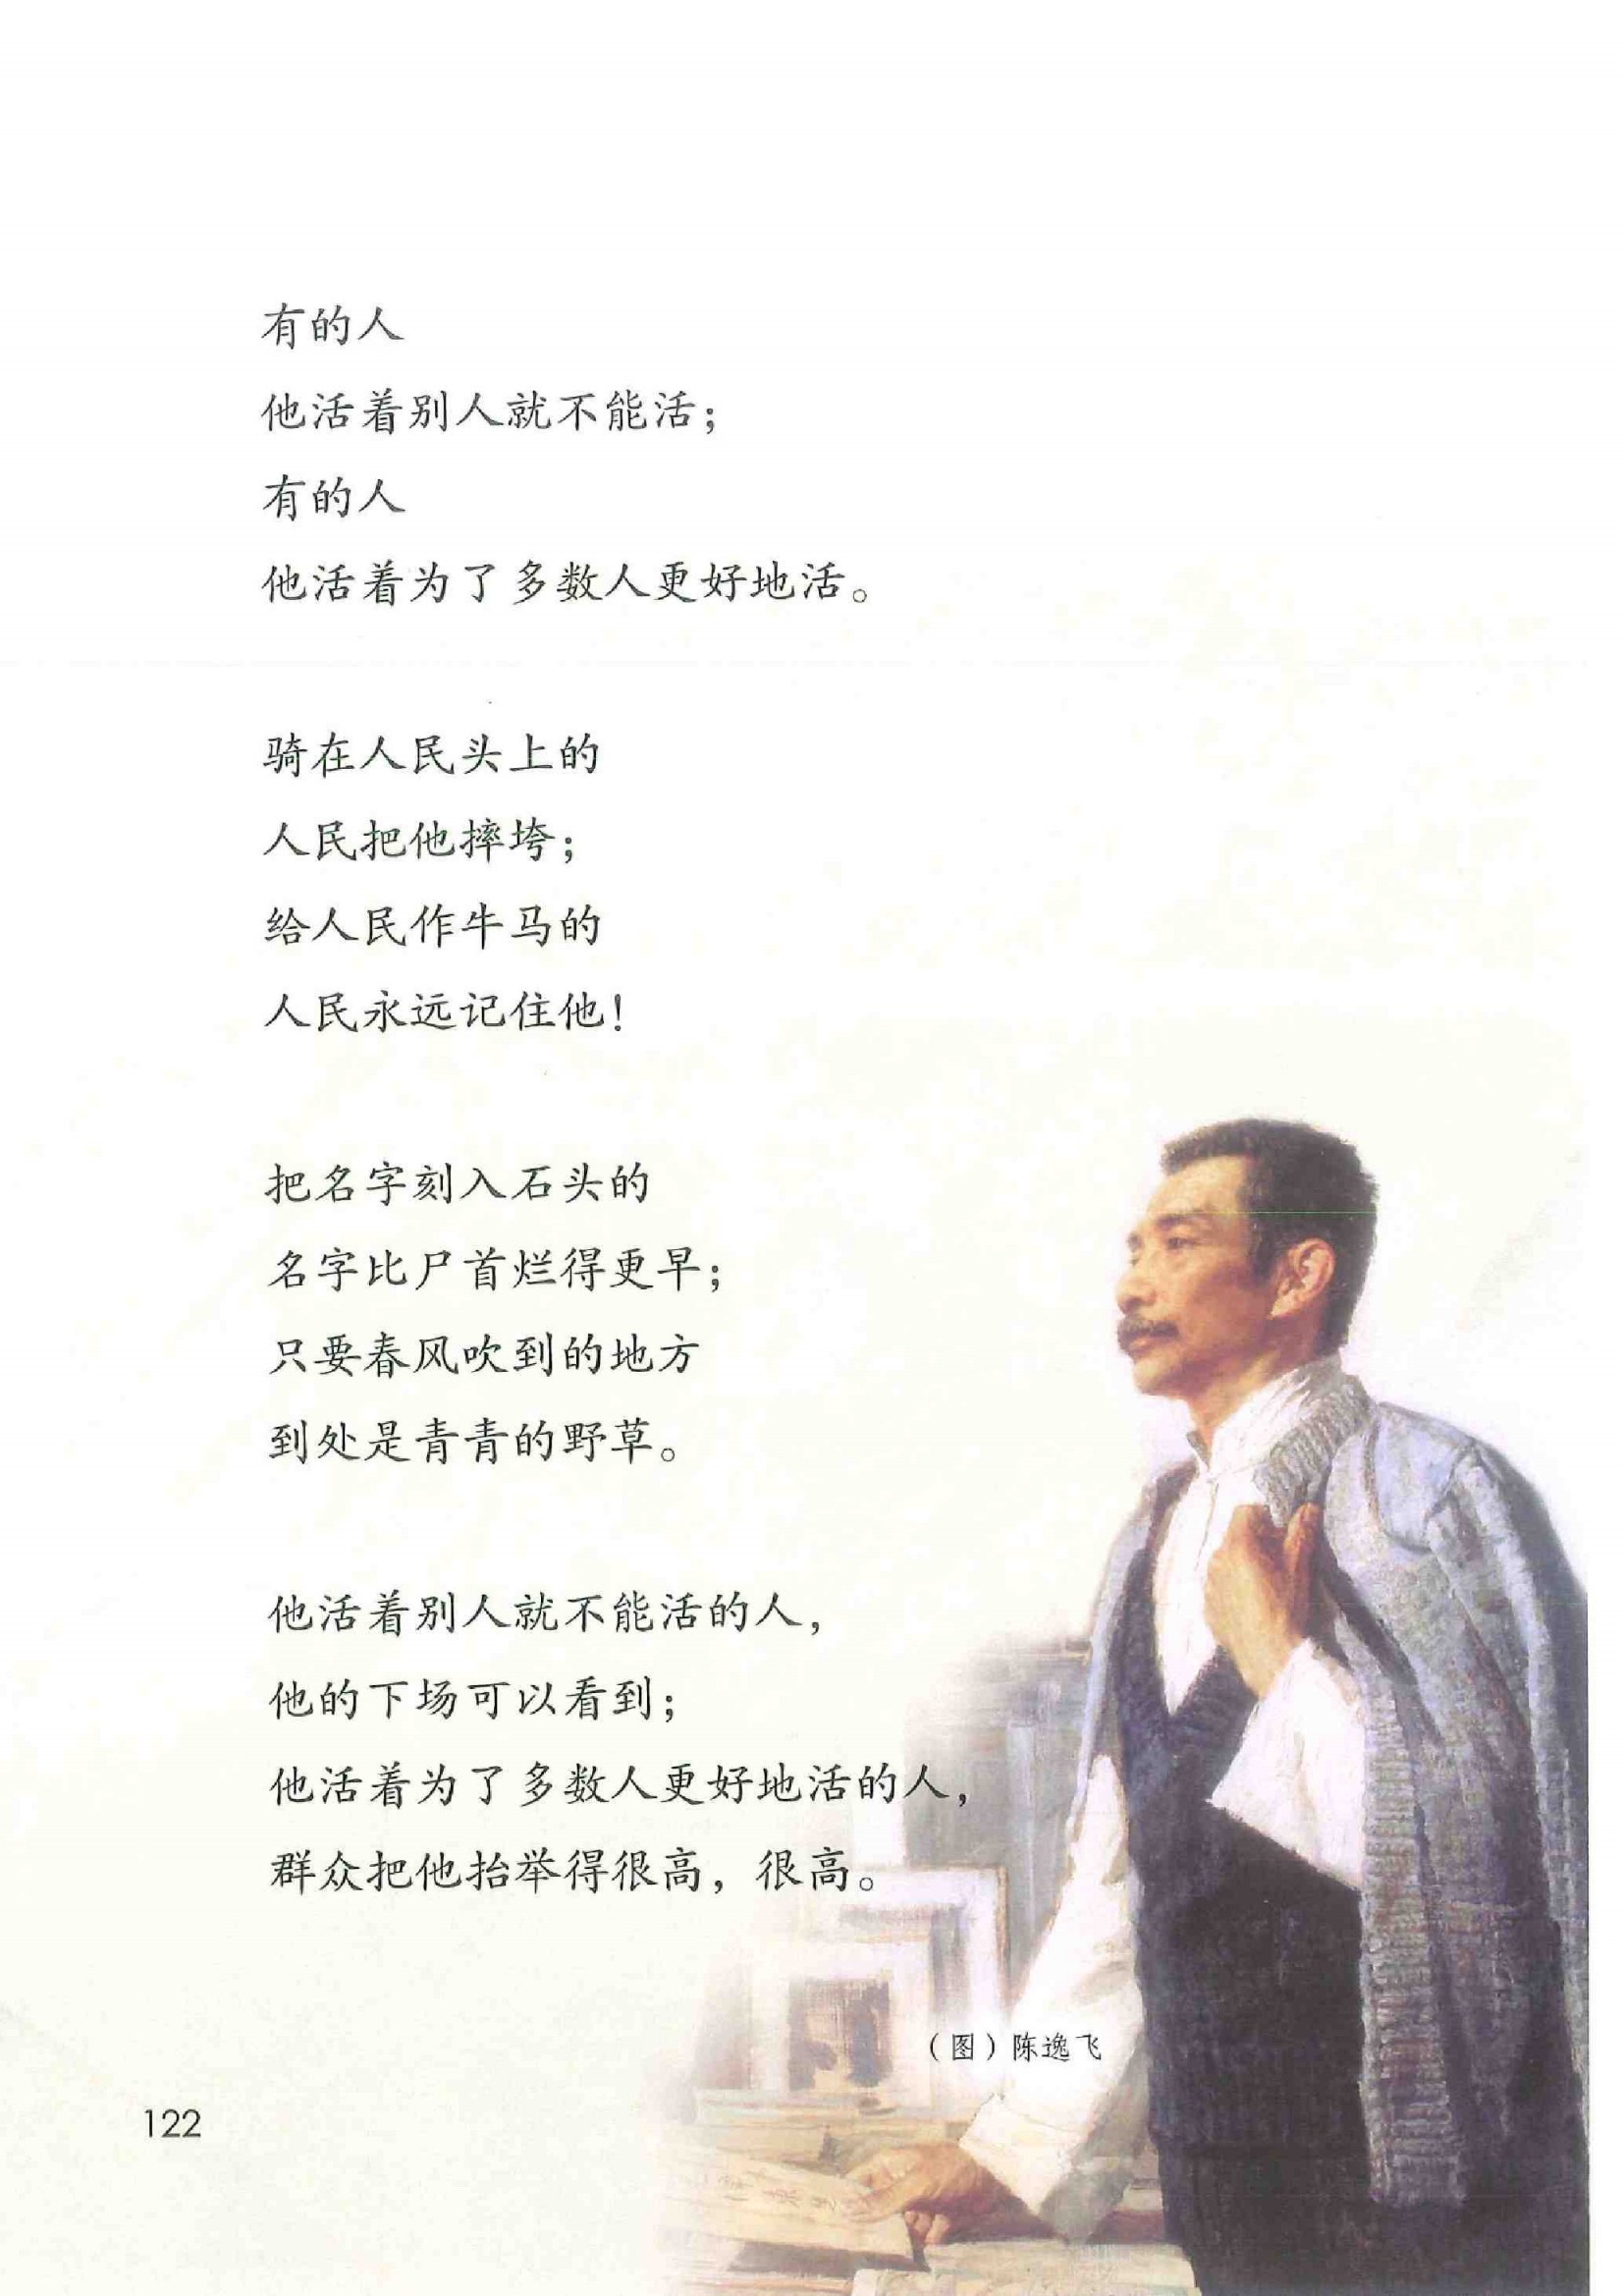 有的人
他活着别人就不能活；
有的人
他活着为了多数人更好地活。
骑在人民头上的
人民把他摔垮；
给人民作牛马的
人民永远记住他！
把名字刻入石头的
名字比尸首烂得更早；
只要春风吹到的地方
到处是青青的野草。
他活着别人就不能活的人，
他的下场可以看到；
他活着为了多数人更好地活的人，
群众把他抬举得很高，很高。
（图）陈逸飞
122